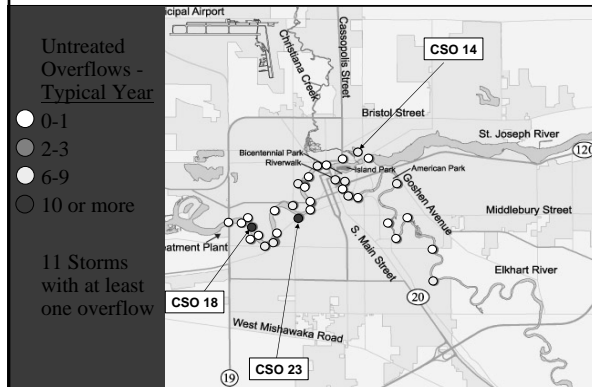 Untreated
Overflows -
Typical Year
0-1
2-3
6-9
10 or more
11 Storms
with at least
one overflow
cipal Airport
Christiana Creek
Cassopolis Street
CSO 14
Bristol Street
St. Joseph River
120
Bicentennial Park
Riverwalk
Island Park
American Park
Goshen Avenue
Middlebury Street
S. Main Street
eatment Plant
Elkhart River
CSO 18
20
West Mishawaka Road
CSO 23
19